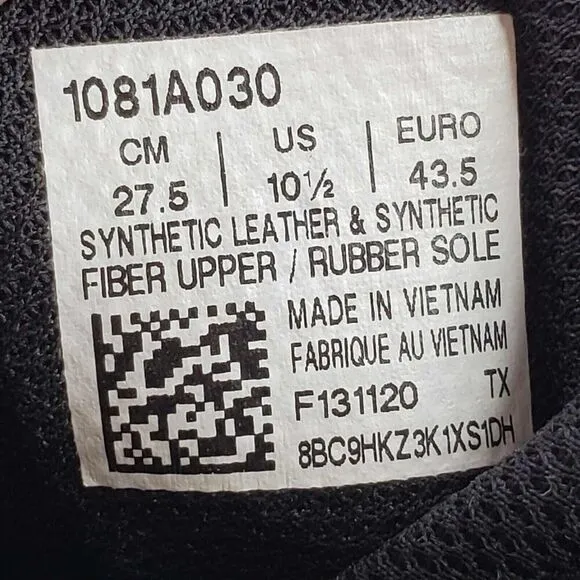 1081A030
CM | US | EURO
27.5 | 10½ | 43.5
SYNTHETIC LEATHER & SYNTHETIC
FIBER UPPER / RUBBER SOLE
MADE IN VIETNAM
FABRIQUE AU VIETNAM
F131120 TX
8BC9HKZ3K1XS1DH